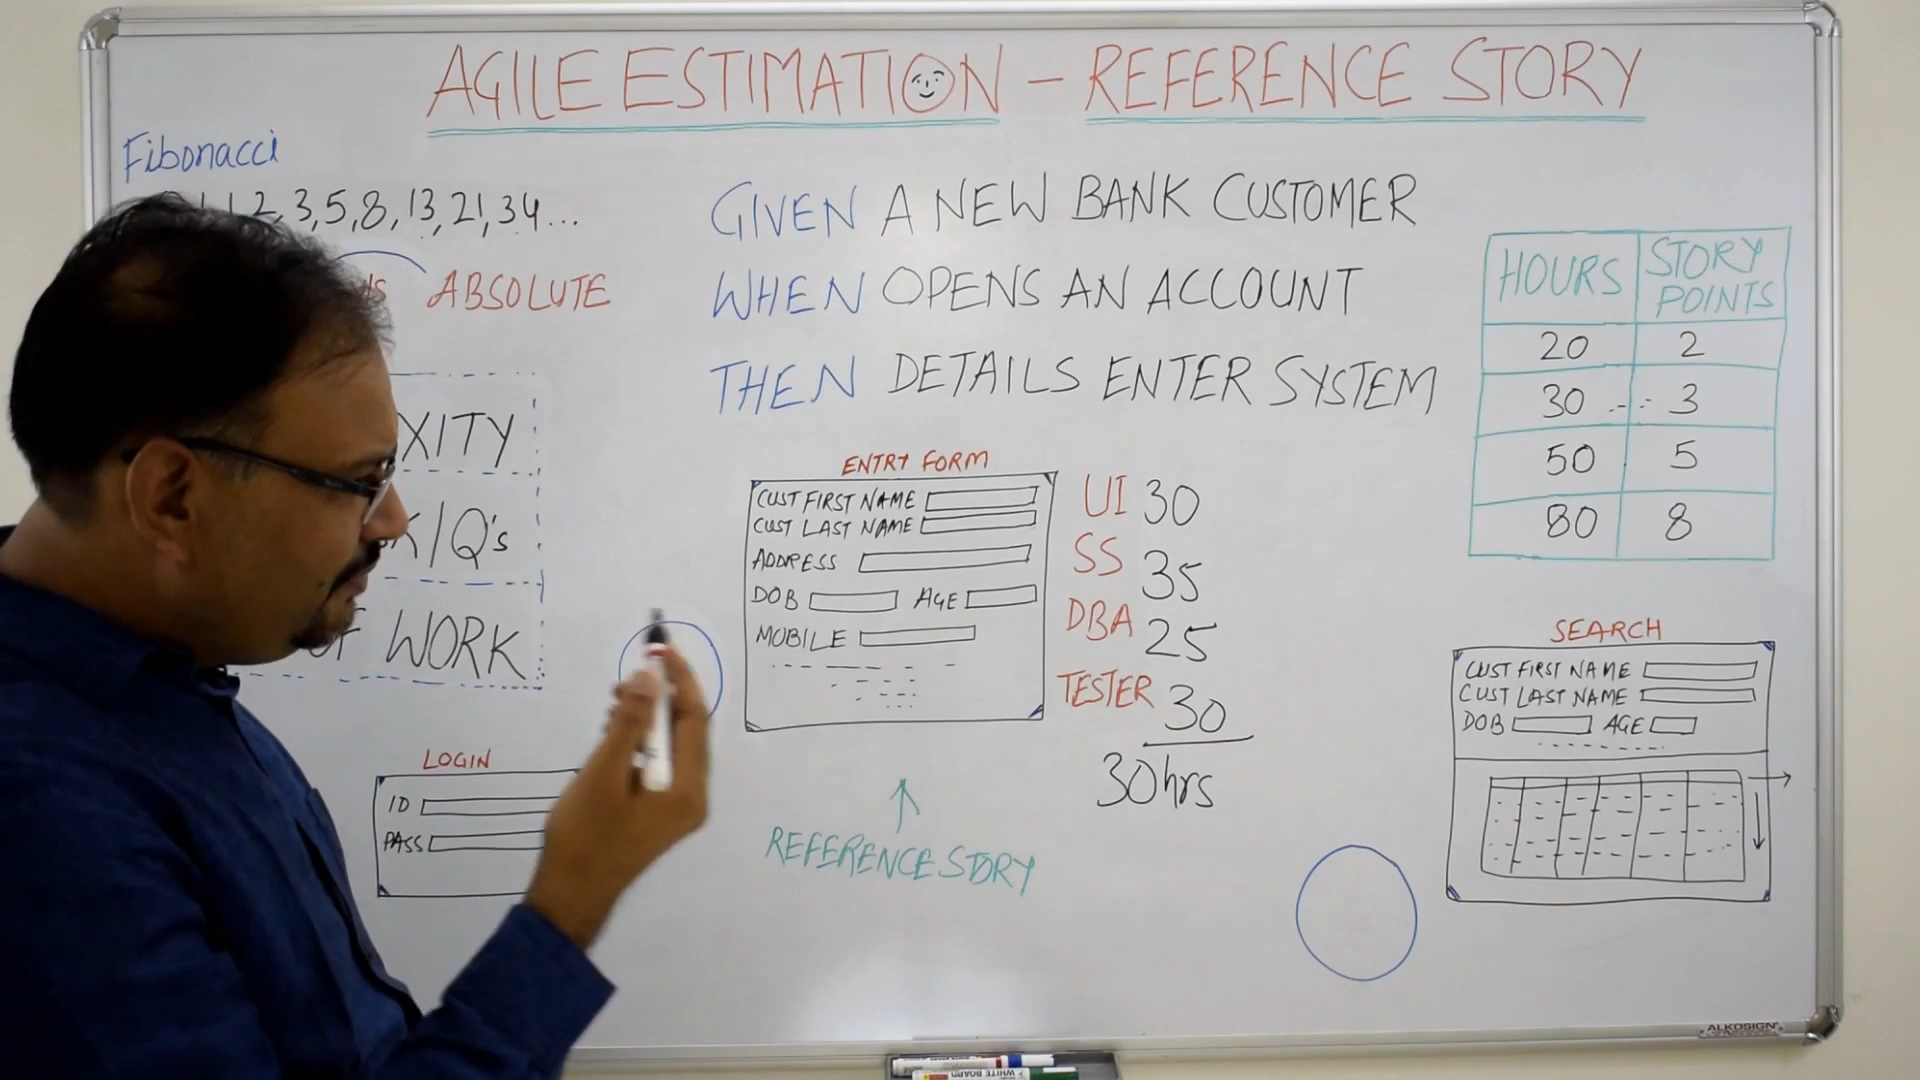 AGILE ESTIMATION - REFERENCE STORY
Fibonacci
1, 2, 3, 5, 8, 13, 21, 34...
ABSOLUTE
XITY
K/Q's
OF WORK
GIVEN A NEW BANK CUSTOMER
WHEN OPENS AN ACCOUNT
THEN DETAILS ENTER SYSTEM
HOURS STORY POINTS
20 2
30 3
50 5
80 8
ENTRY FORM
CUST FIRST NAME
CUST LAST NAME
ADDRESS
DOB AGE
MOBILE
UI 30
SS 35
DBA 25
TESTER 30
30hrs
REFERENCE STORY
LOGIN
ID
PASS
SEARCH
CUST FIRST NAME
CUST LAST NAME
DOB AGE
ALKOSIGN
WHITE BOARD